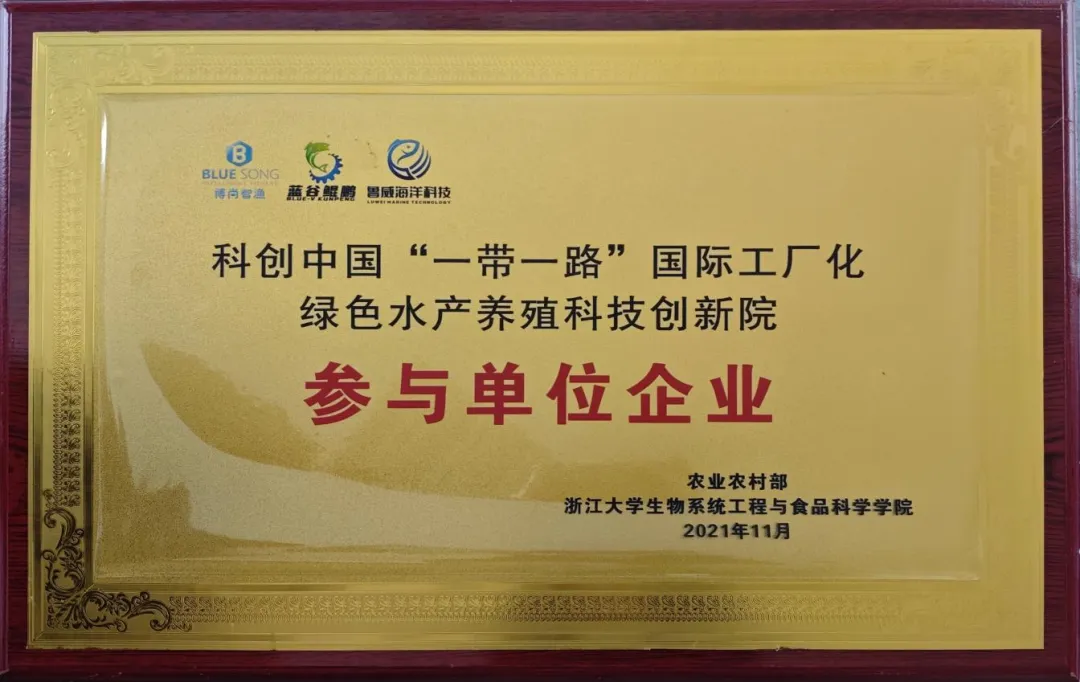 BLUE SONG
博尚智渔
蓝谷鲲鹏
BLUE-V KUNPENG
粤威海洋科技
LUWEI MARINE TECHNOLOGY
科创中国“一带一路”国际工厂化
绿色水产养殖科技创新院
参与单位企业
农业农村部
浙江大学生物系统工程与食品科学学院
2021年11月